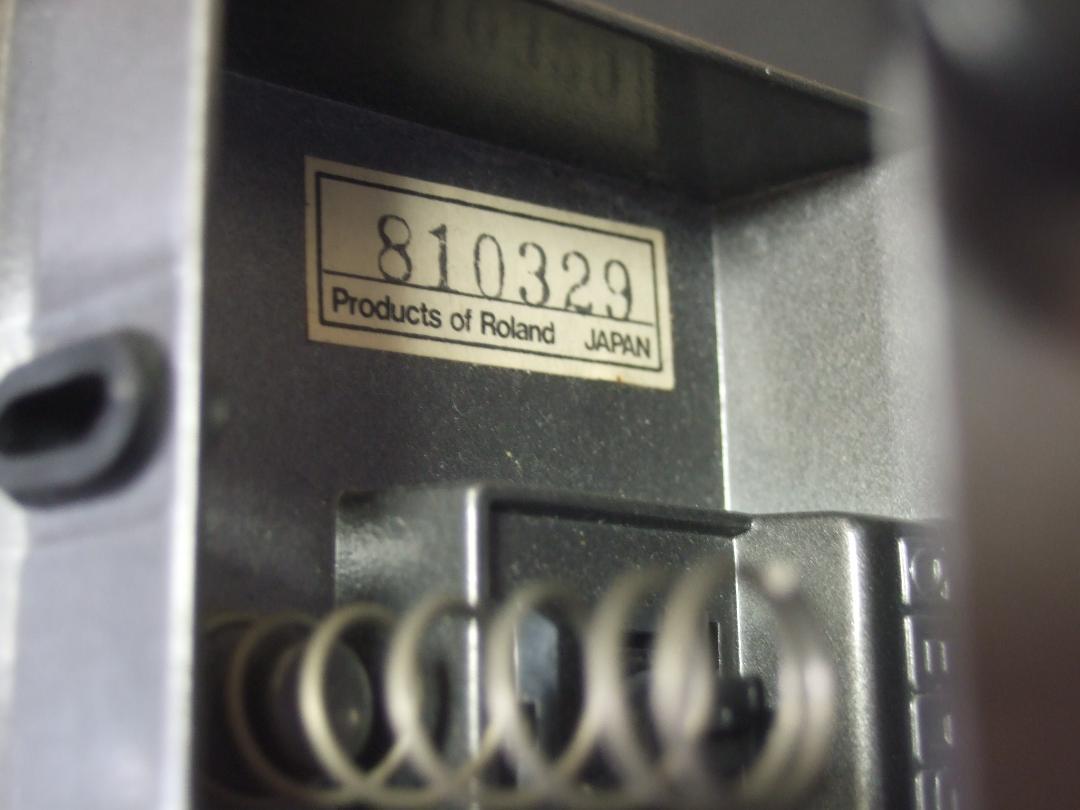 810329
Products of Roland JAPAN